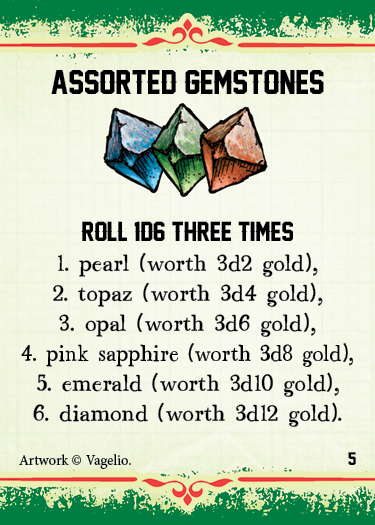 ASSORTED GEMSTONES
ROLL 1D6 THREE TIMES
1. pearl (worth 3d2 gold),
2. topaz (worth 3d4 gold),
3. opal (worth 3d6 gold),
4. pink sapphire (worth 3d8 gold),
5. emerald (worth 3d10 gold),
6. diamond (worth 3d12 gold).
Artwork © Vagelio. 5